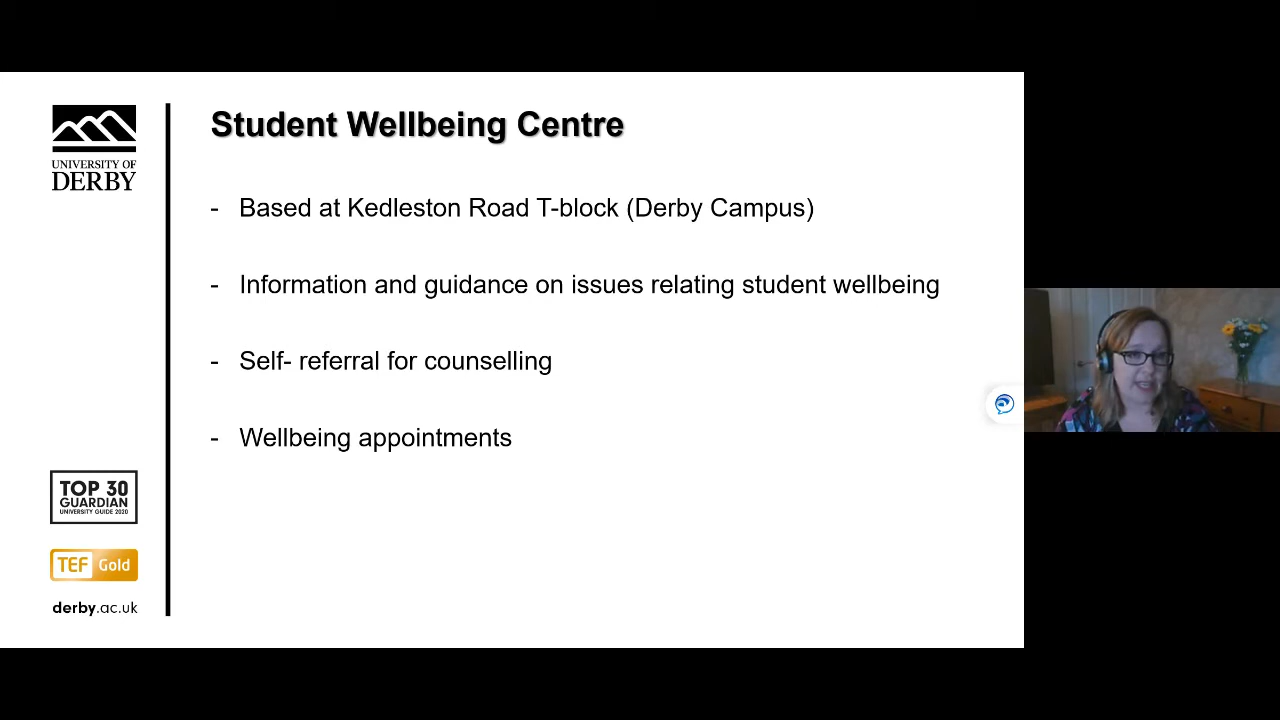 Student Wellbeing Centre
UNIVERSITY OF
DERBY
- Based at Kedleston Road T-block (Derby Campus)
- Information and guidance on issues relating student wellbeing
- Self- referral for counselling
- Wellbeing appointments
TOP 30
GUARDIAN
UNIVERSITY GUIDE 2020
TEF Gold
derby.ac.uk